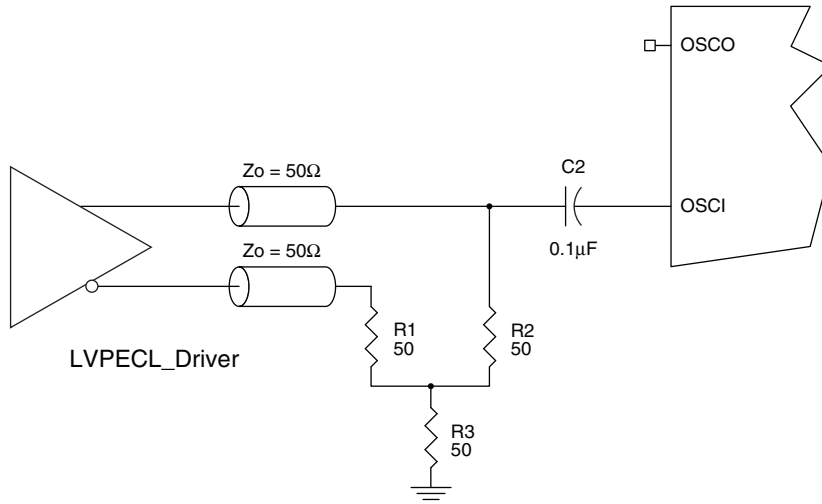 OSCO
Zo = 50Ω
C2
OSCI
0.1μF
Zo = 50Ω
R1
50
R2
50
LVPECL_Driver
R3
50